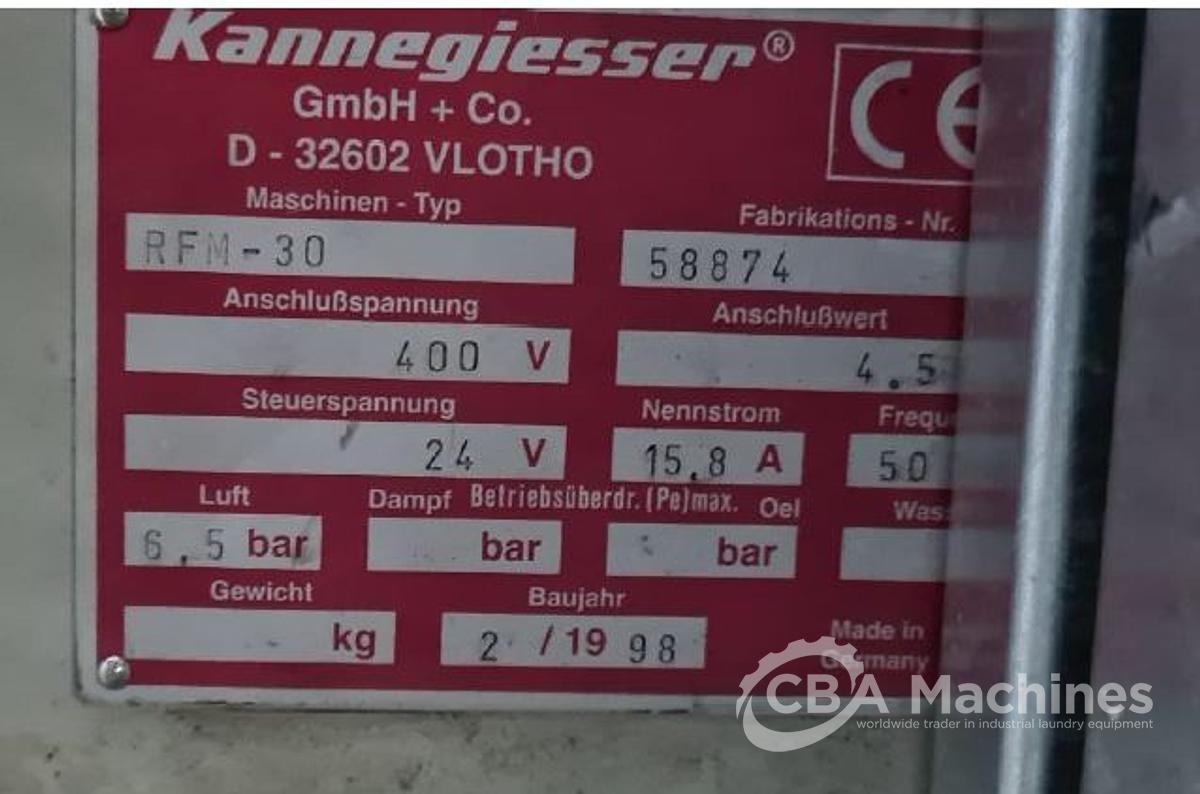 Kannegiesser®
GmbH + Co.
D - 32602 VLOTHO
CE
Maschinen - Typ Fabrikations - Nr.
RFM-30 58874
Anschlußspannung Anschlußwert
400 V 4.5
Steuerspannung Nennstrom Frequ
24 V 15.8 A 50
Luft Dampf Betriebsüberdr. (Pe)max. Oel Was
6.5 bar bar bar
Gewicht Baujahr
kg 2 / 19 98
Made in
Germany
CBA Machines
worldwide trader in industrial laundry equipment